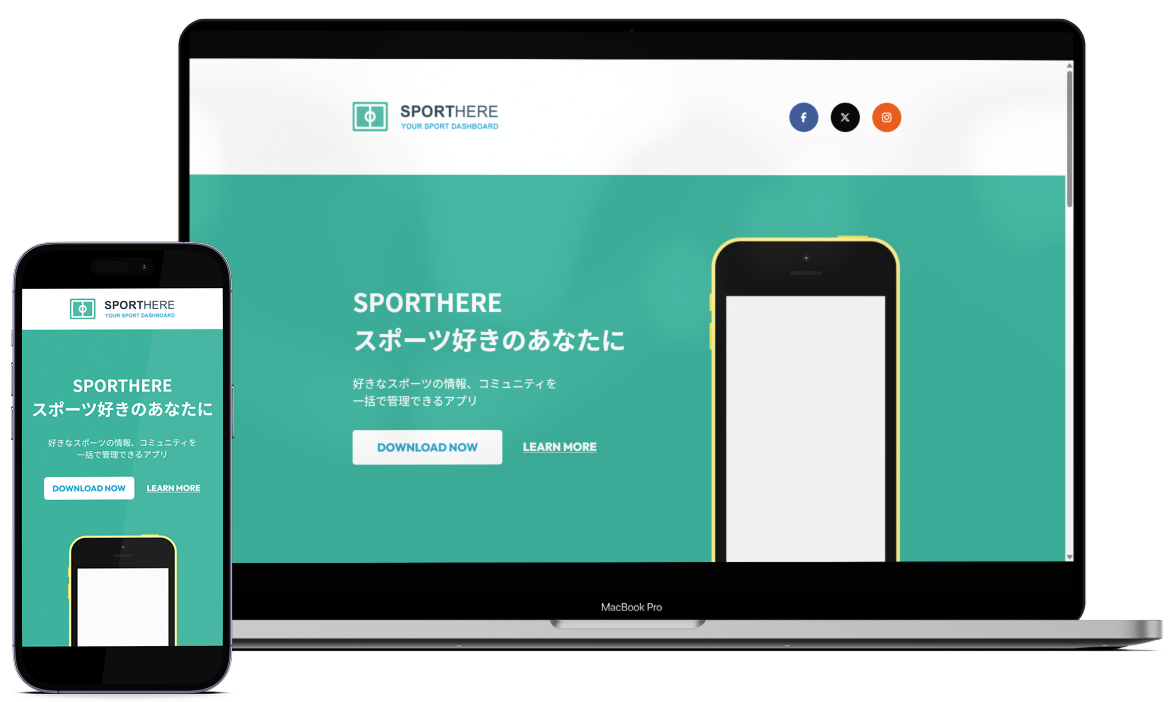 SPORTHERE
YOUR SPORT DASHBOARD
SPORTHERE
スポーツ好きのあなたに
好きなスポーツの情報、コミュニティを
一括で管理できるアプリ
DOWNLOAD NOW LEARN MORE
MacBook Pro
SPORTHERE
YOUR SPORT DASHBOARD
SPORTHERE
スポーツ好きのあなたに
好きなスポーツの情報、コミュニティを
一括で管理できるアプリ
DOWNLOAD NOW LEARN MORE